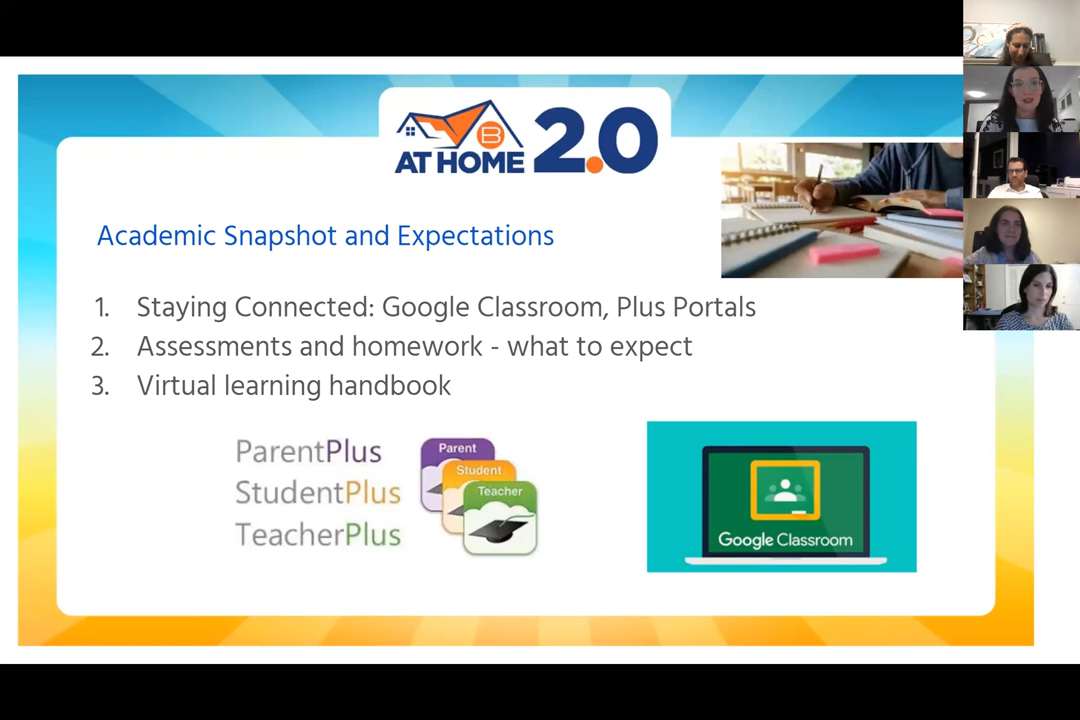 B
AT HOME 2.0
Academic Snapshot and Expectations
1. Staying Connected: Google Classroom, Plus Portals
2. Assessments and homework - what to expect
3. Virtual learning handbook
ParentPlus
StudentPlus
TeacherPlus
Parent
Student
Teacher
Google Classroom